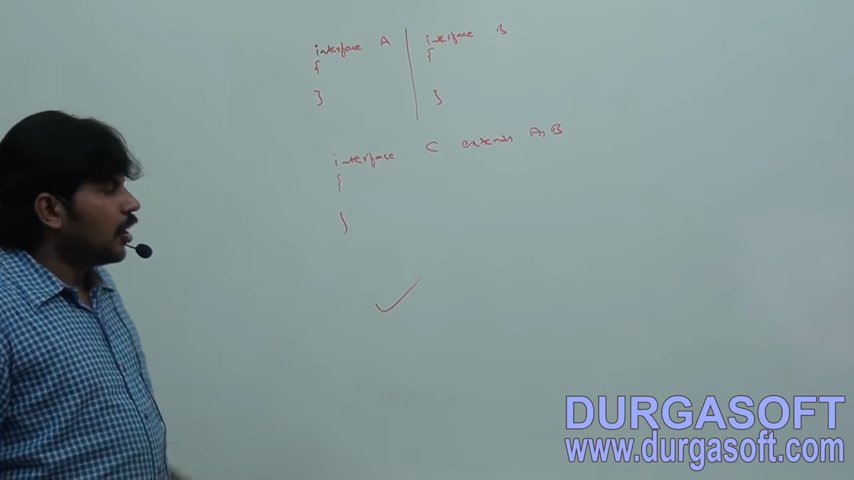 interface A
{
}
interface B
{
}
interface C extends A, B
{
}
DURGASOFT
www.durgasoft.com